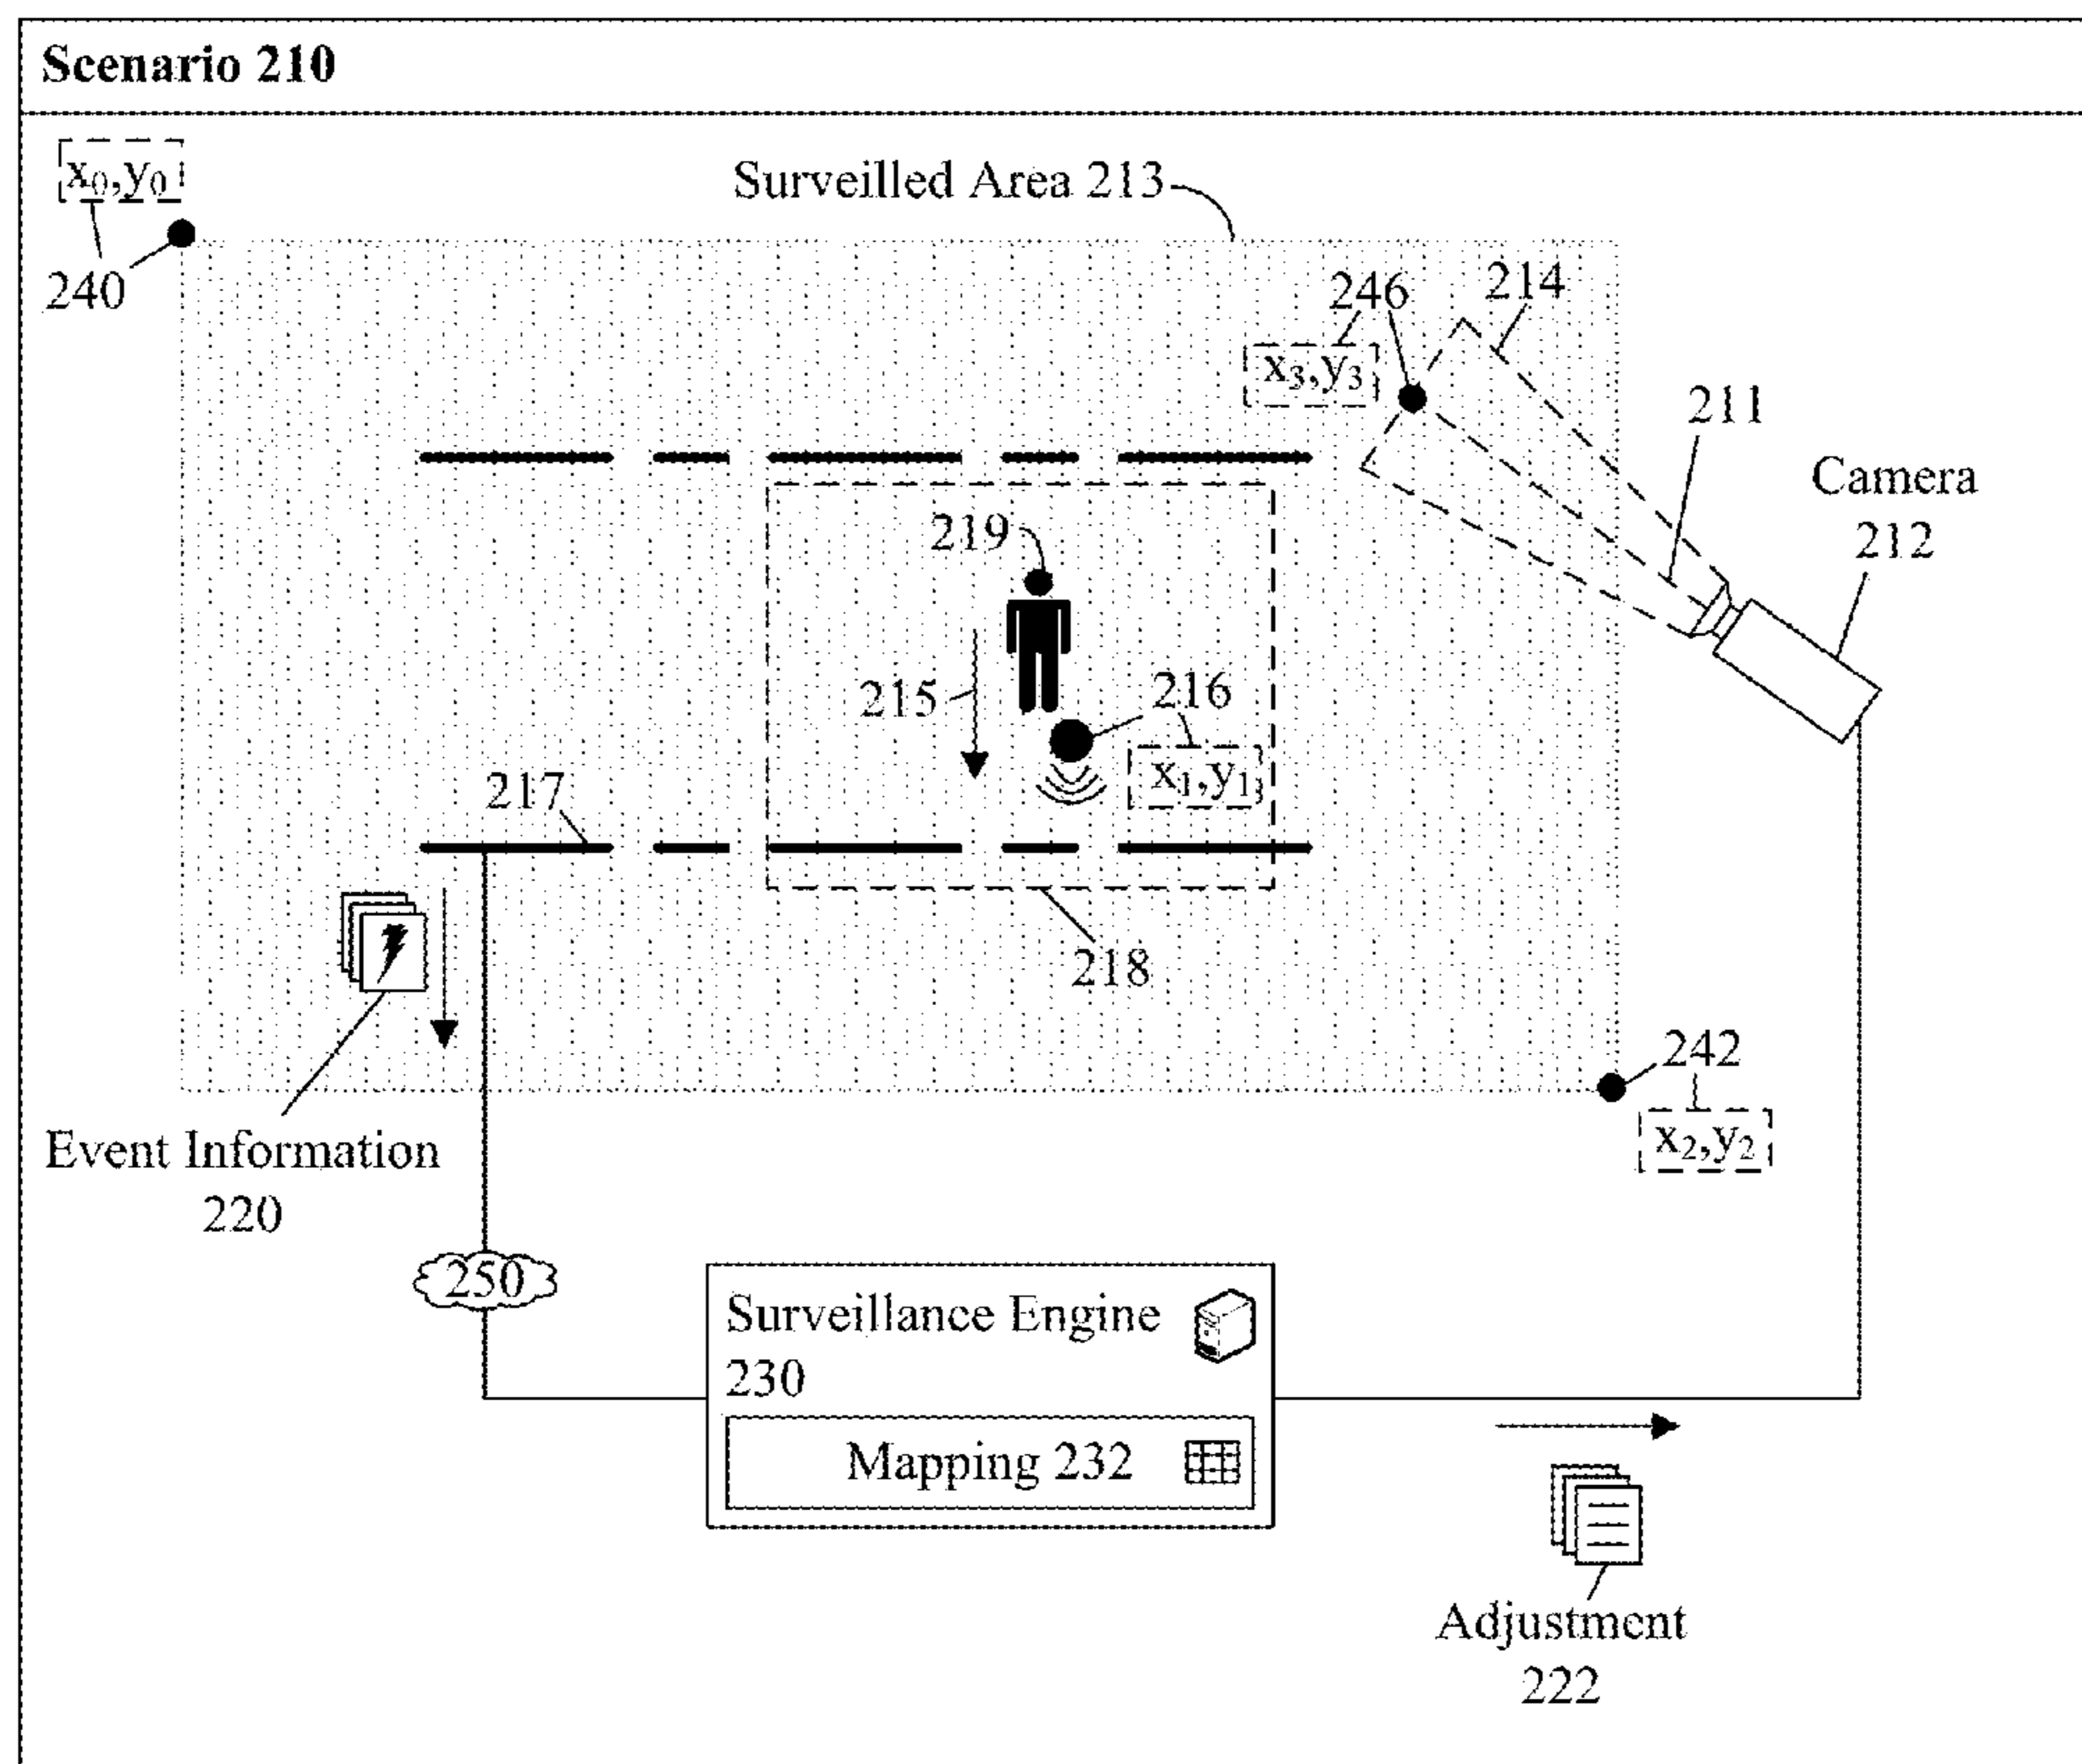 Scenario 210
x₀,y₀
240
Surveilled Area 213
246
214
x₃,y₃
211
Camera
212
219
215
216
x₁,y₁
217
218
242
x₂,y₂
Event Information
220
250
Surveillance Engine
230
Mapping 232
Adjustment
222